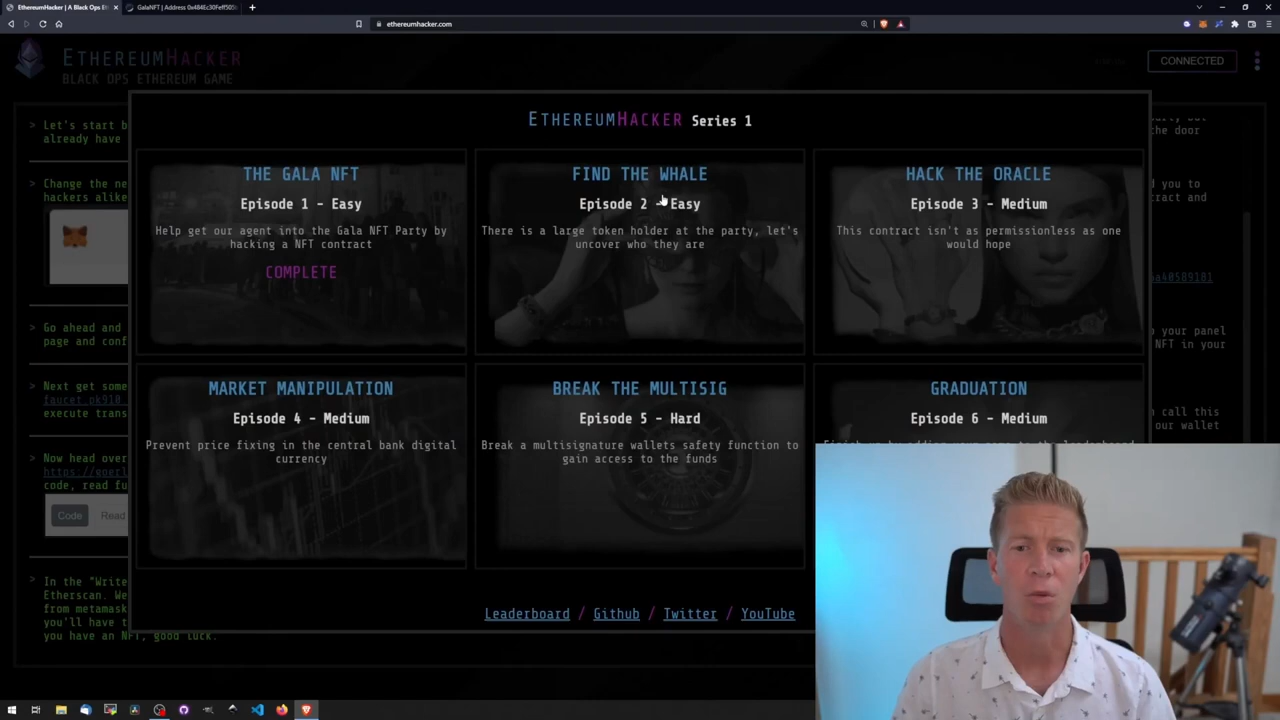 EthereumHacker | A Black Ops Et
GalaNFT | Address 0x484Ec30Feff505
ethereumhacker.com
ETHEREUMHACKER
BLACK OPS ETHEREUM GAME
CONNECTED
ETHEREUMHACKER Series 1
THE GALA NFT
Episode 1 - Easy
Help get our agent into the Gala NFT Party by
hacking a NFT contract
COMPLETE
FIND THE WHALE
Episode 2 - Easy
There is a large token holder at the party, let's
uncover who they are
HACK THE ORACLE
Episode 3 - Medium
This contract isn't as permissionless as one
would hope
MARKET MANIPULATION
Episode 4 - Medium
Prevent price fixing in the central bank digital
currency
BREAK THE MULTISIG
Episode 5 - Hard
Break a multisignature wallets safety function to
gain access to the funds
GRADUATION
Episode 6 - Medium
Leaderboard / Github / Twitter / YouTube
> Let's start b
already have
> Change the ne
hackers alike
> Go ahead and
page and conf
> Next get some
faucet.pk910.
execute trans
> Now head over
https://goerl
code, read fu
Code Read
> In the "Write
Etherscan. We
from metamask
you'll have t
you have an NFT, good luck.
the door
d you to
ract and
6a40589181
o your panel
NFT in your
n call this
our wallet